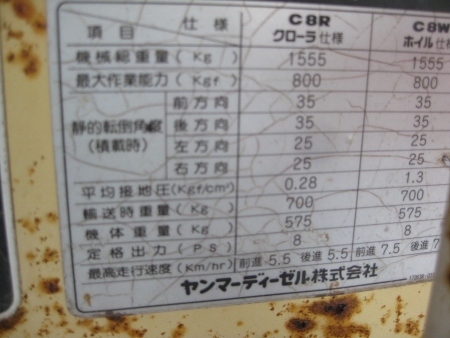 項目 仕様 C8R クローラ仕様 C8W ホイル仕様
機械総重量(Kg) 1555 1555
最大作業能力(Kgf) 800 800
静的転倒角度(積載時) 前方向 35 35
後方向 35 35
左方向 25 25
右方向 25 25
平均接地圧(Kgf/cm²) 0.28 1.3
輸送時重量(Kg) 700 700
機体重量(Kg) 575 575
定格出力(PS) 8 8
最高走行速度(Km/hr) 前進 5.5 後進 5.5 前進 7.5 後進 7
ヤンマーディーゼル株式会社